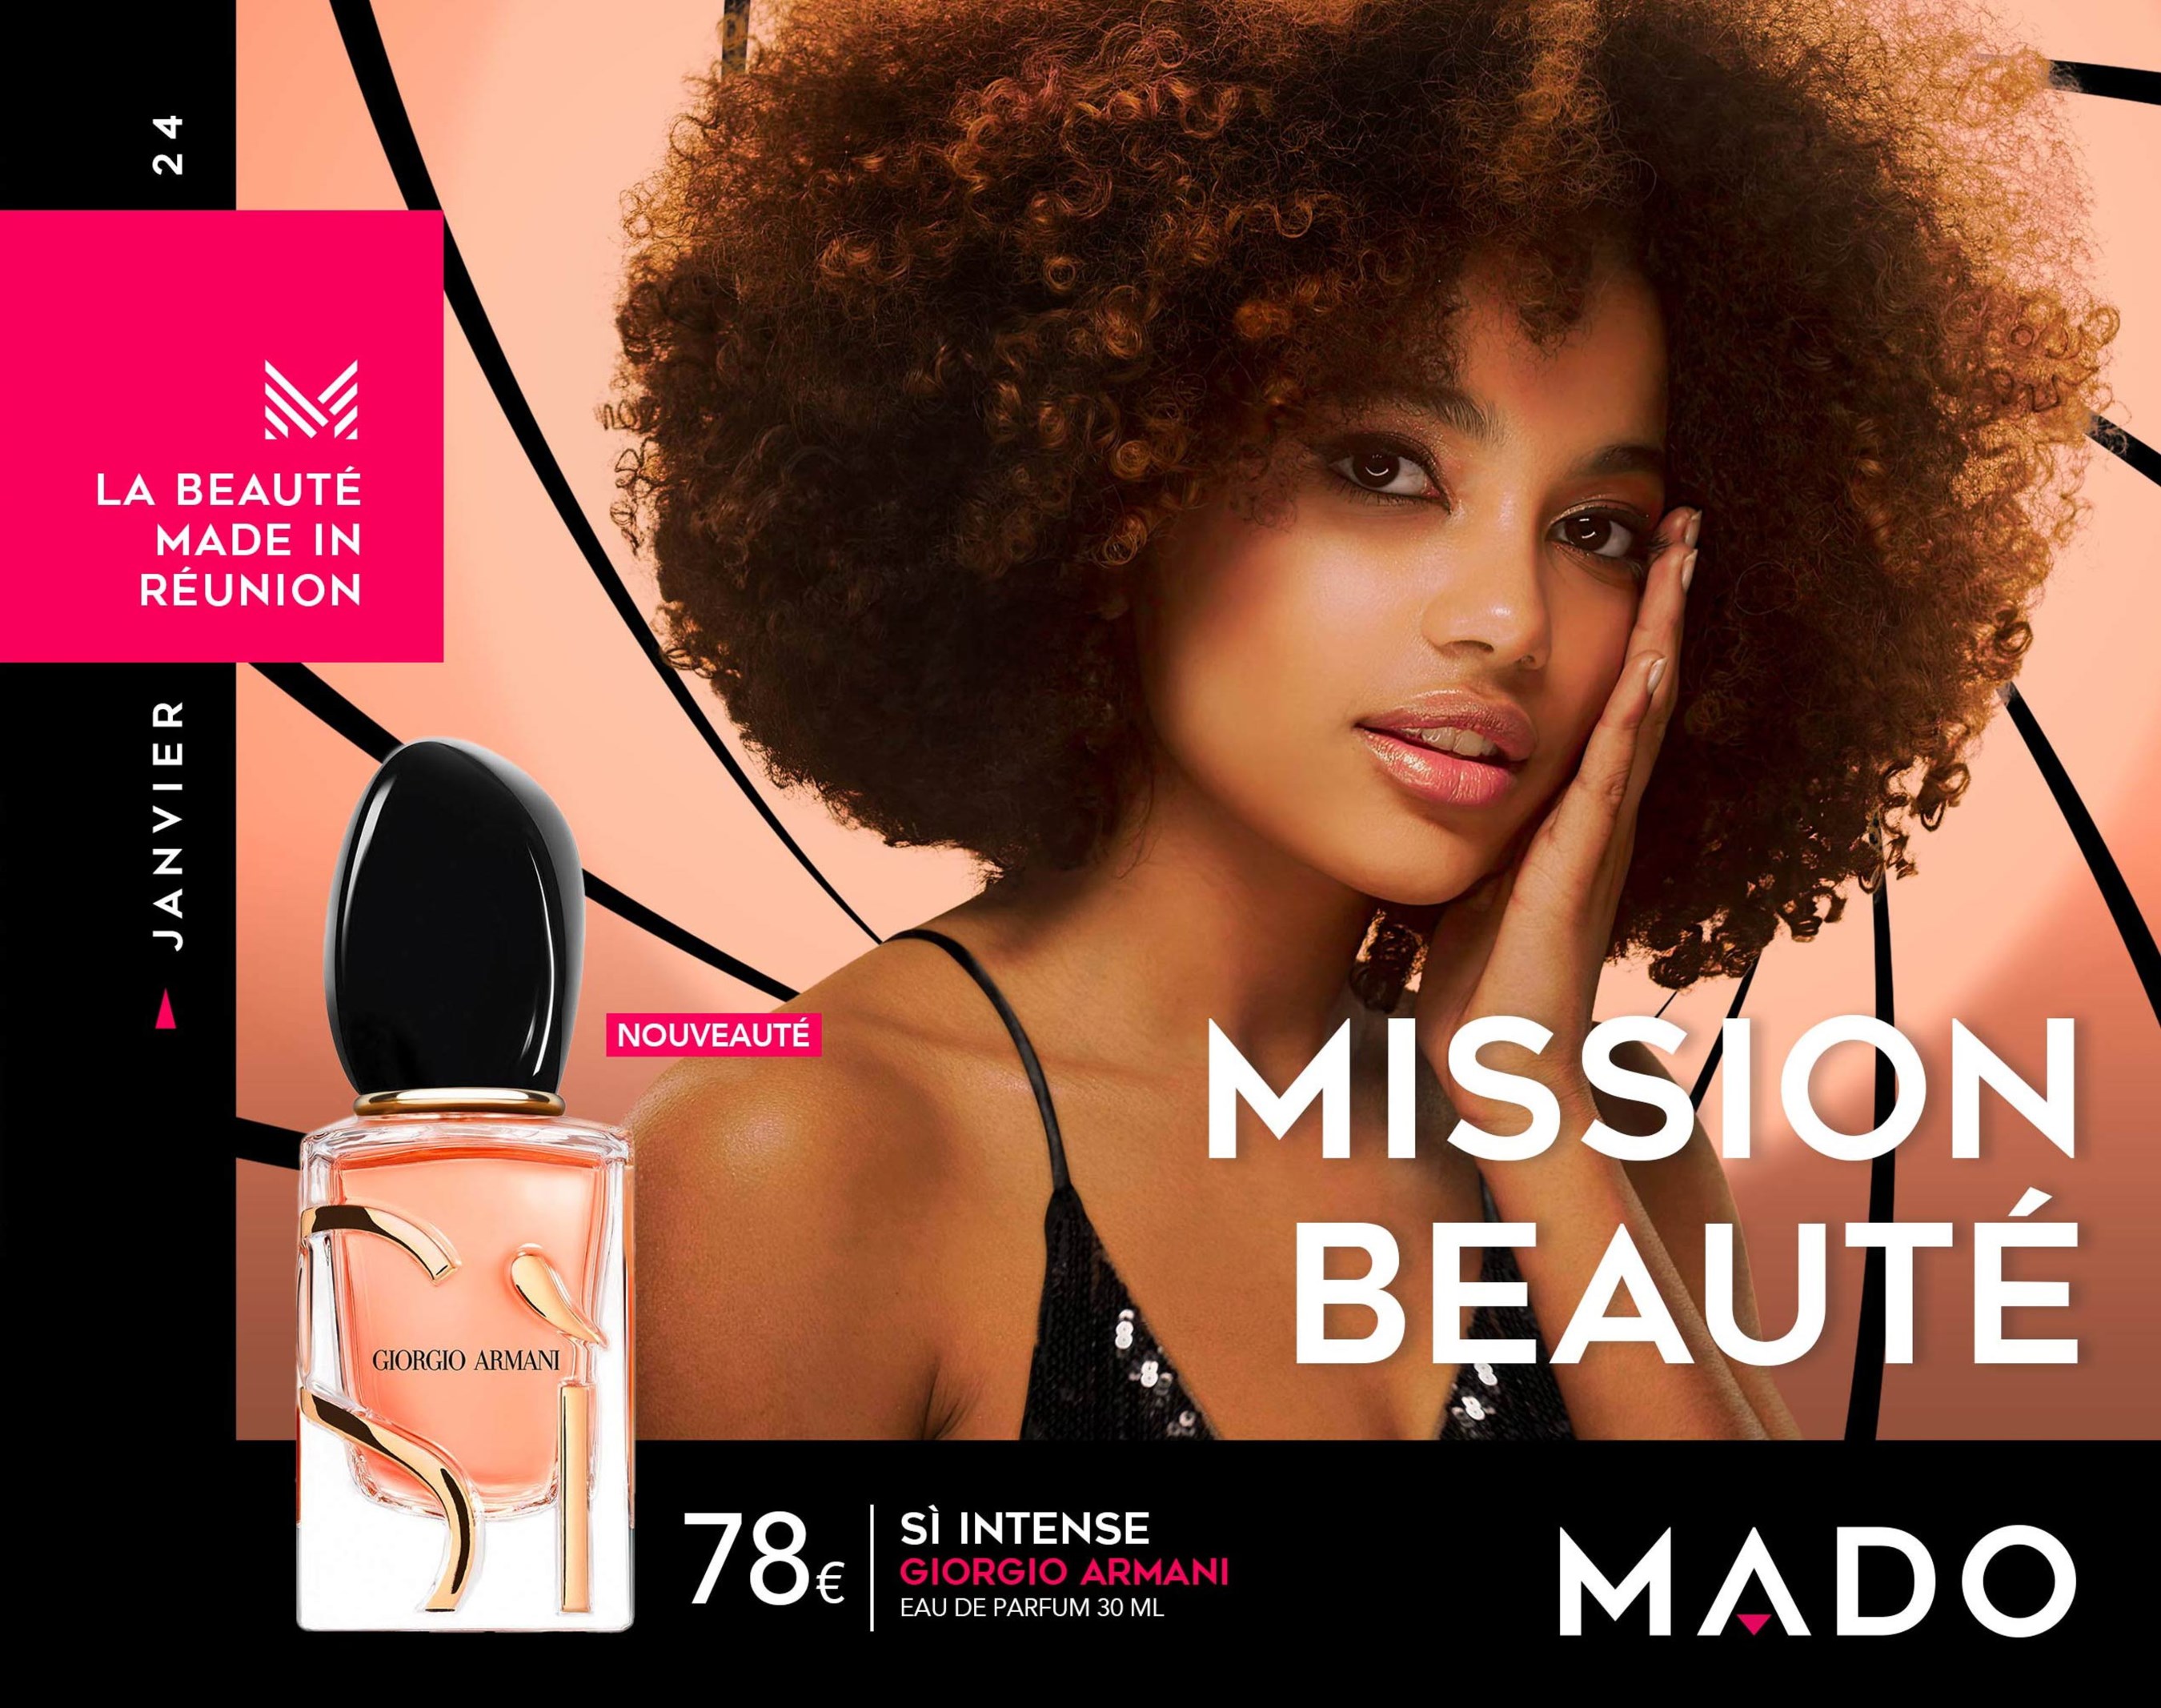 JANVIER 24
LA BEAUTÉ
MADE IN
RÉUNION
NOUVEAUTÉ
MISSION
BEAUTÉ
GIORGIO ARMANI
78€
SÌ INTENSE
GIORGIO ARMANI
EAU DE PARFUM 30 ML
MADO